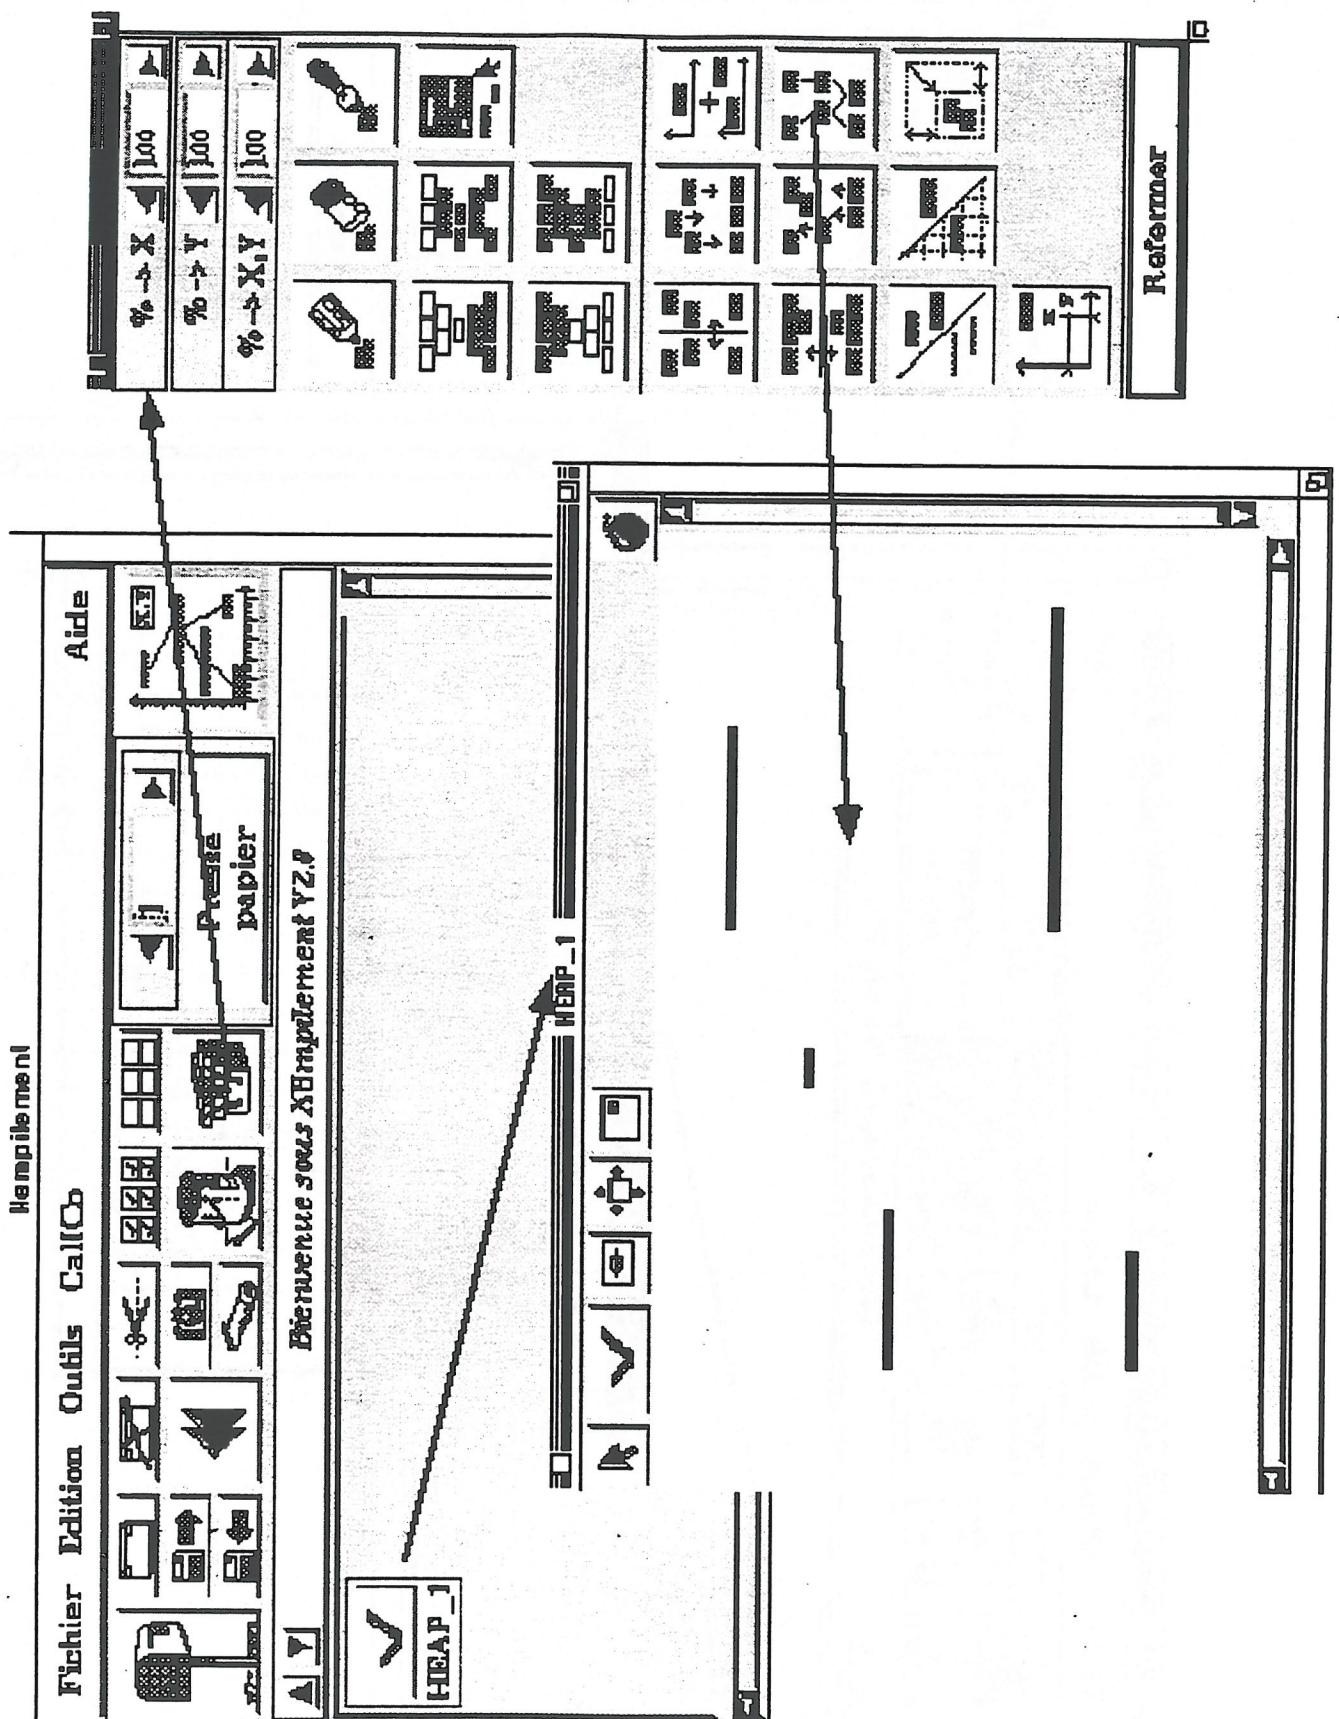 Xempilement
Fichier Edition Outils CallCb Aide
1
Presse
papier
X,Y
Bienvenue sous XEmpilement V2.0
HEAP_1
HEAP_1
% -> X 100
% -> Y 100
% -> X,Y 100
X
Y
Refermer